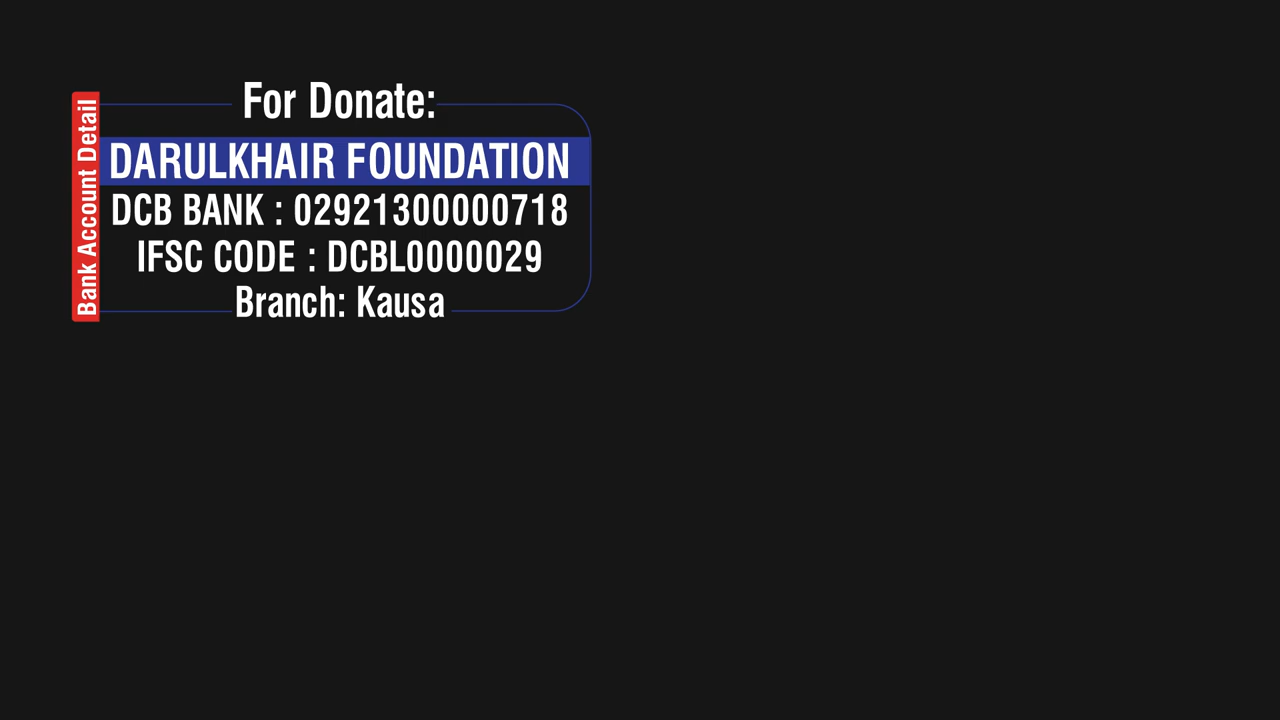 For Donate:
Bank Account Detail
DARULKHAIR FOUNDATION
DCB BANK : 02921300000718
IFSC CODE : DCBL0000029
Branch: Kausa